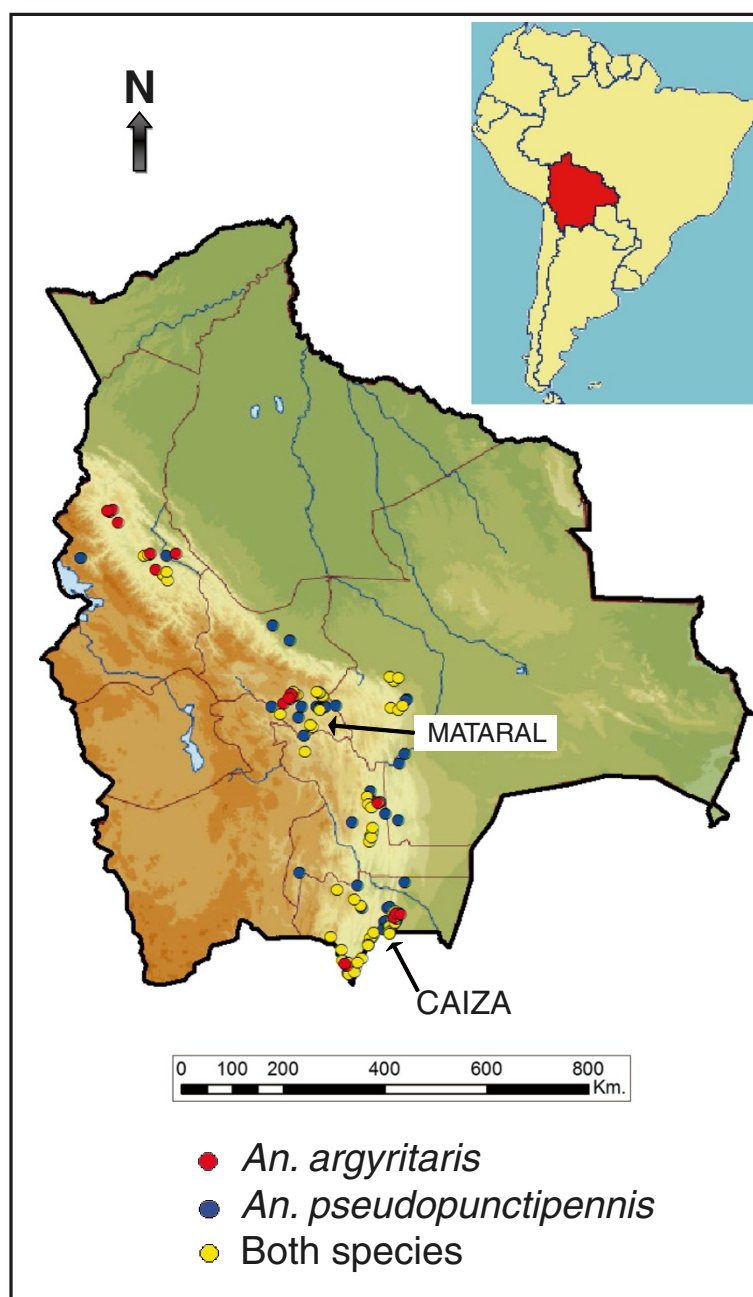 N
MATARAL
CAIZA
0 100 200 400 600 800
Km.
An. argyritaris
An. pseudopunctipennis
Both species